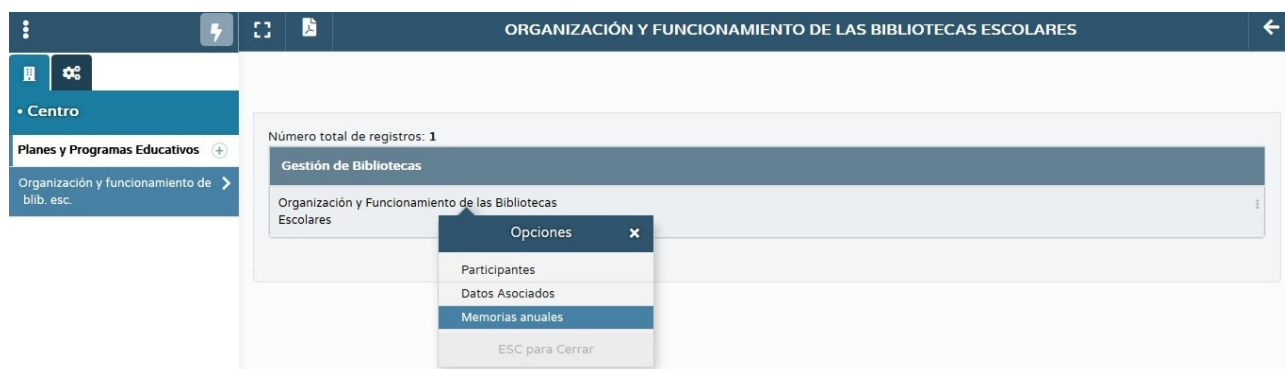 ORGANIZACIÓN Y FUNCIONAMIENTO DE LAS BIBLIOTECAS ESCOLARES
• Centro
Planes y Programas Educativos
Organización y funcionamiento de
blib. esc.
Número total de registros: 1
Gestión de Bibliotecas
Organización y Funcionamiento de las Bibliotecas
Escolares
Opciones
Participantes
Datos Asociados
Memorias anuales
ESC para Cerrar